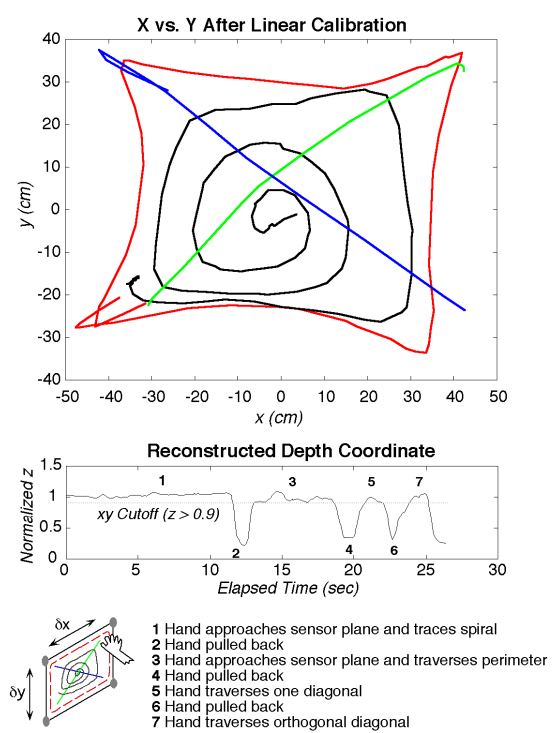 X vs. Y After Linear Calibration
40
30
20
10
0
-10
-20
-30
-40
y (cm)
-50 -40 -30 -20 -10 0 10 20 30 40 50
x (cm)
Reconstructed Depth Coordinate
1.5
1
0.5
0
Normalized z
1 3 5 7
xy Cutoff (z > 0.9)
2 4 6
0 5 10 15 20 25 30
Elapsed Time (sec)
δx
δy
1 Hand approaches sensor plane and traces spiral
2 Hand pulled back
3 Hand approaches sensor plane and traverses perimeter
4 Hand pulled back
5 Hand traverses one diagonal
6 Hand pulled back
7 Hand traverses orthogonal diagonal